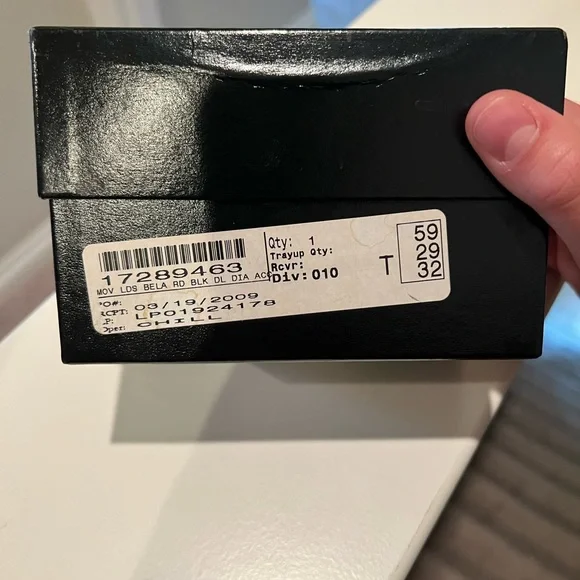 17289463
MOV LDS BELA RD BLK DL DIA ACC
PO#:
RCPT: 03/19/2009
LP: LP01924178
Oper: CHILL
Qty: 1
Trayup Qty:
Rcvr:
Div: 010
T
59
29
32